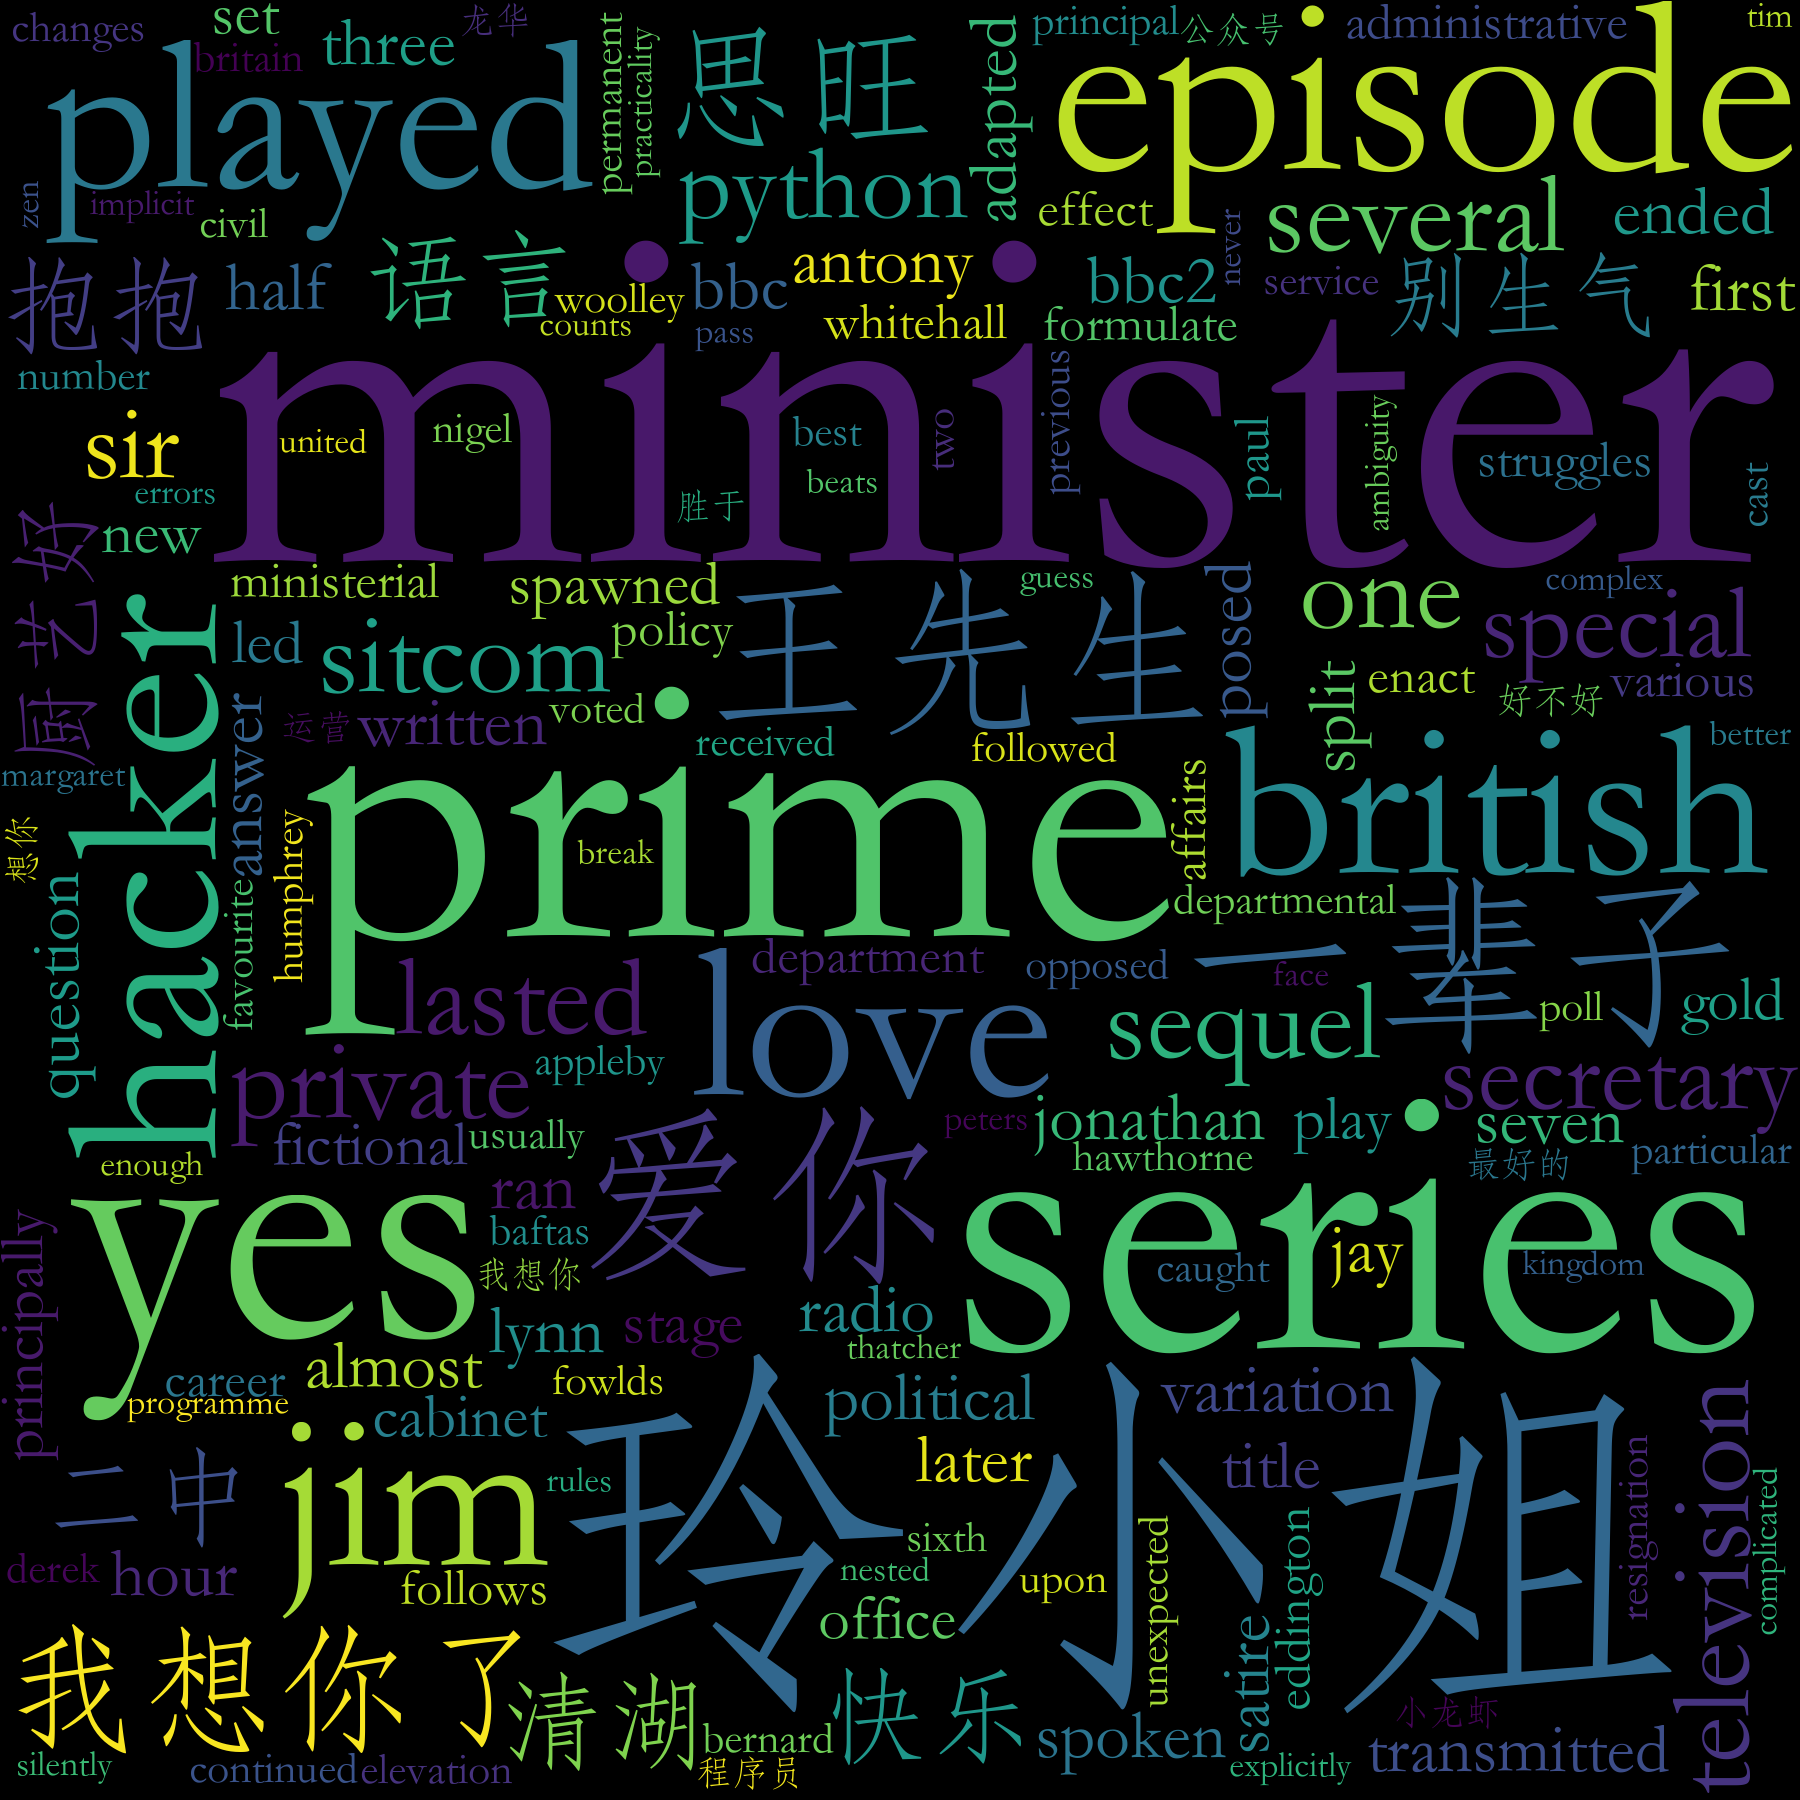 changes
set
britain
three
龙华
played
permanent
practicality
思旺
adapted
principal
公众号
administrative
tim
episode
zen
implicit
civil
python
effect
several
ended
never
抱抱
half
语言
woolley
counts
bbc
pass
antony
whitehall
bbc2
formulate
service
别生气
first
number
minister
sir
united
nigel
best
beats
two
previous
paul
ambiguity
struggles
cast
errors
new
胜于
厨艺好
hacker
ministerial
spawned
policy
王先生
guess
posed
one
complex
special
led
sitcom
split
enact
various
好不好
answer
运营
written
voted
received
followed
british
better
margaret
prime
affairs
想你
humphrey
break
question
favourite
departmental
一辈子
lasted
department
love
opposed
face
sequel
poll
gold
private
appleby
secretary
fictional
usually
爱你
peters
jonathan
hawthorne
play
seven
最好的
particular
enough
yes
ran
baftas
我想你
series
caught
jay
kingdom
principally
lynn
stage
radio
thatcher
almost
career
programme
fowlds
玲小姐
cabinet
political
variation
television
二中
jim
later
title
resignation
complicated
rules
sixth
nested
upon
unexpected
eddington
derek
hour
follows
office
satire
我想你了
清湖
快乐
小龙虾
silently
continued
elevation
bernard
程序员
spoken
explicitly
transmitted